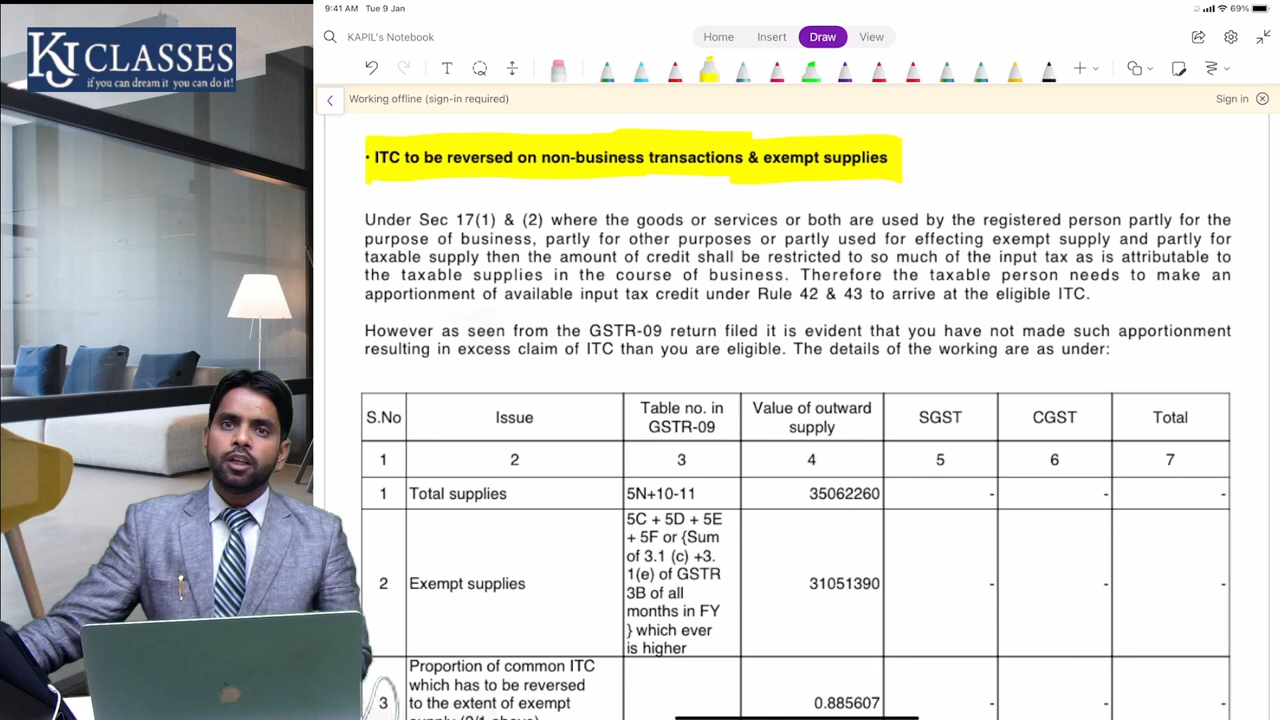 9:41 AM Tue 9 Jan
69%
KJ CLASSES
if you can dream it you can do it!
KAPIL's Notebook
Home Insert Draw View
T
Working offline (sign-in required)
Sign in
· ITC to be reversed on non-business transactions & exempt supplies
Under Sec 17(1) & (2) where the goods or services or both are used by the registered person partly for the
purpose of business, partly for other purposes or partly used for effecting exempt supply and partly for
taxable supply then the amount of credit shall be restricted to so much of the input tax as is attributable to
the taxable supplies in the course of business. Therefore the taxable person needs to make an
apportionment of available input tax credit under Rule 42 & 43 to arrive at the eligible ITC.
However as seen from the GSTR-09 return filed it is evident that you have not made such apportionment
resulting in excess claim of ITC than you are eligible. The details of the working are as under:
S.No
Issue
Table no. in
GSTR-09
Value of outward
supply
SGST
CGST
Total
1 2 3 4 5 6 7
1 Total supplies 5N+10-11 35062260 - - -
2
Exempt supplies
5C + 5D + 5E
+ 5F or {Sum
of 3.1 (c) +3.
1(e) of GSTR
3B of all
months in FY
} which ever
is higher
31051390 - - -
3
Proportion of common ITC
which has to be reversed
to the extent of exempt
supply (2/1 above)
0.885607 - - -